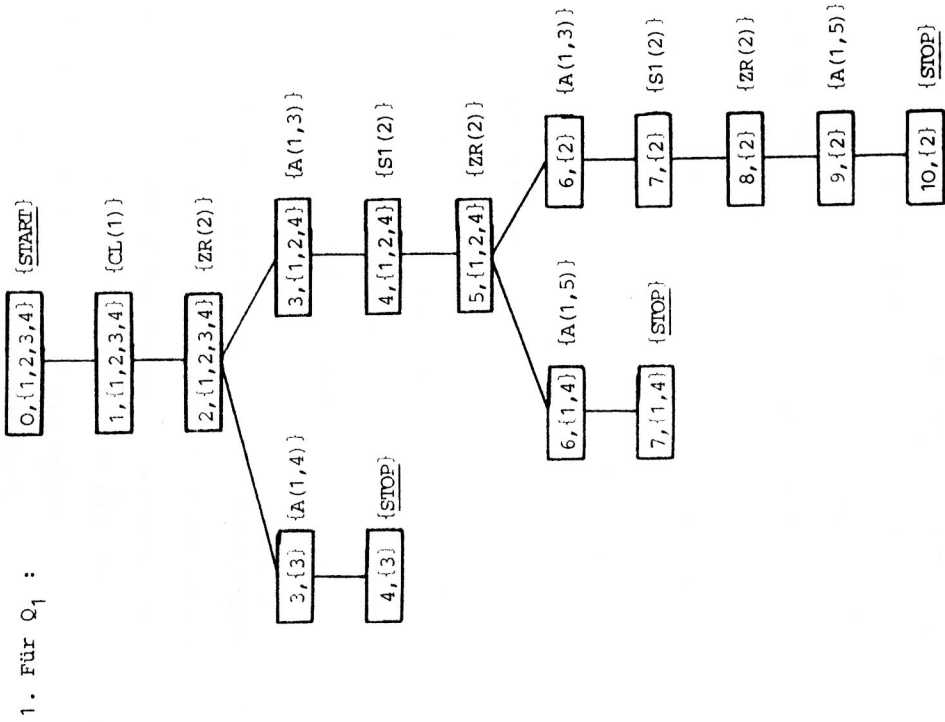 1. Für Q₁ :
0,{1,2,3,4} {START}
1,{1,2,3,4} {CL(1)}
2,{1,2,3,4} {ZR(2)}
3,{3} {A(1,4)}
3,{1,2,4} {A(1,3)}
4,{3} {STOP}
4,{1,2,4} {S1(2)}
5,{1,2,4} {ZR(2)}
6,{1,4} {A(1,5)}
6,{2} {A(1,3)}
7,{1,4} {STOP}
7,{2} {S1(2)}
8,{2} {ZR(2)}
9,{2} {A(1,5)}
10,{2} {STOP}